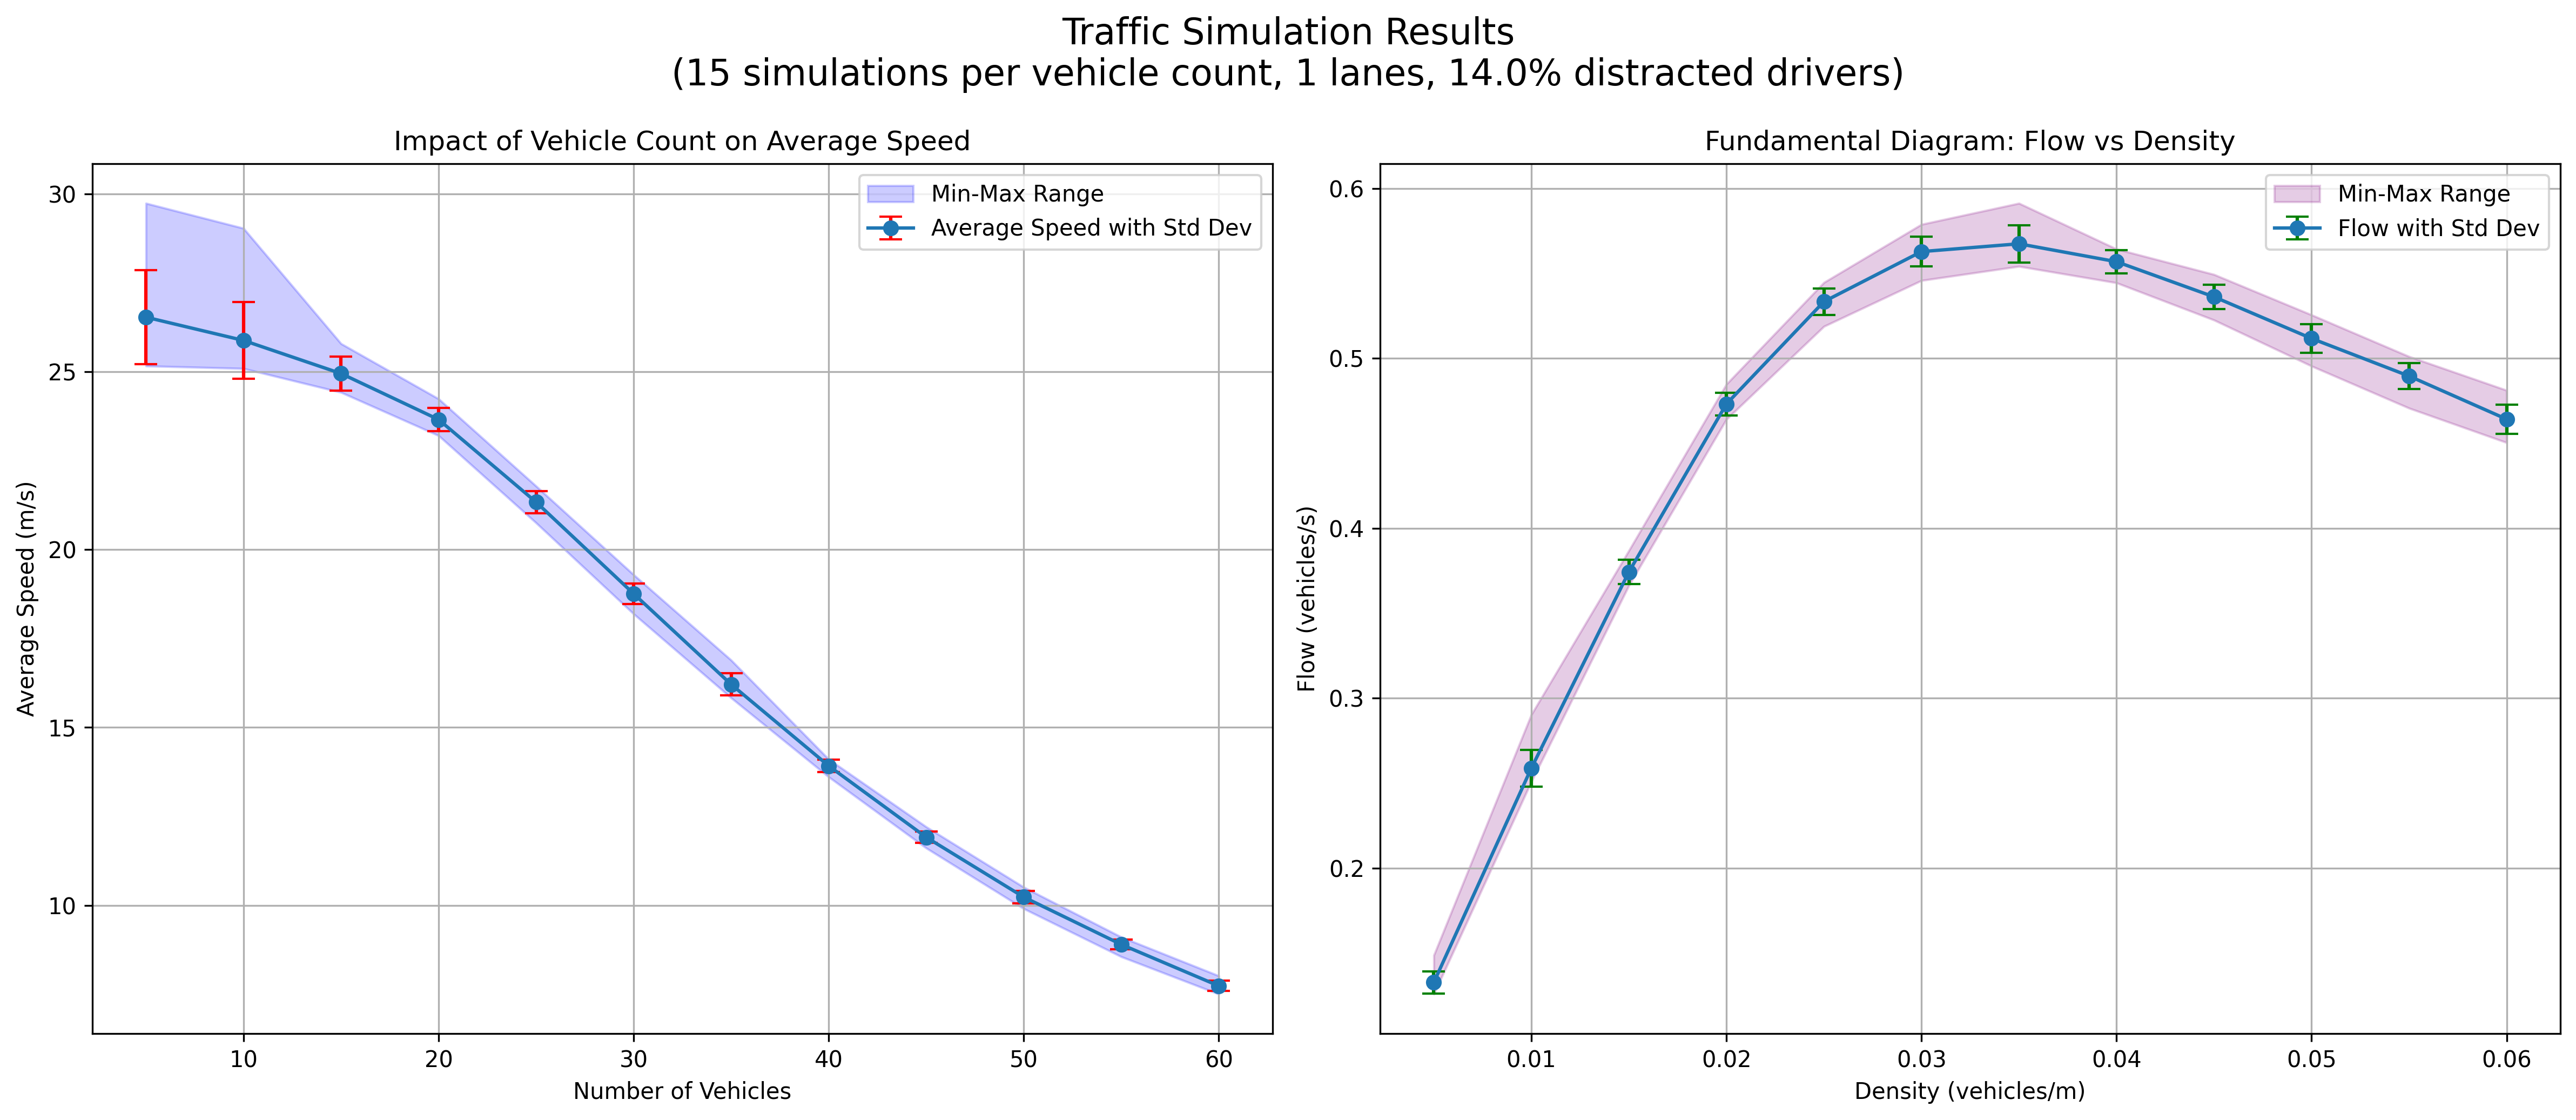 Traffic Simulation Results
(15 simulations per vehicle count, 1 lanes, 14.0% distracted drivers)
Impact of Vehicle Count on Average Speed
Min-Max Range
Average Speed with Std Dev
30
25
20
15
10
Average Speed (m/s)
10
20
30
40
50
60
Number of Vehicles
Fundamental Diagram: Flow vs Density
Min-Max Range
Flow with Std Dev
0.6
0.5
0.4
0.3
0.2
Flow (vehicles/s)
0.01
0.02
0.03
0.04
0.05
0.06
Density (vehicles/m)